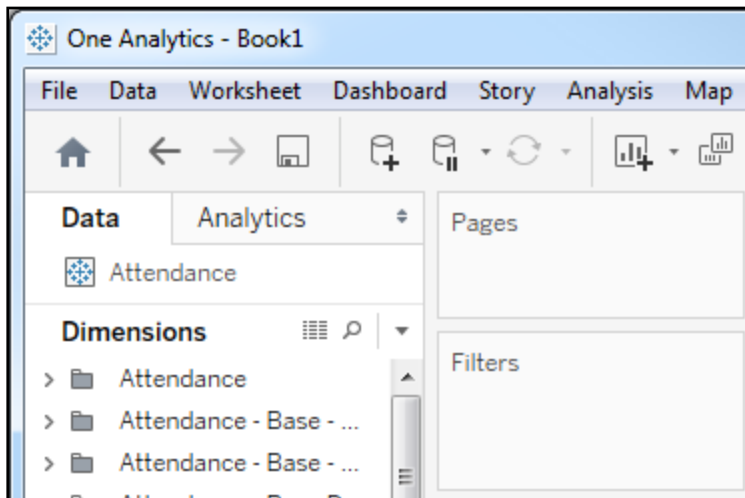 One Analytics - Book1
File Data Worksheet Dashboard Story Analysis Map
Data Analytics
Pages
Attendance
Dimensions
Filters
Attendance
Attendance - Base - ...
Attendance - Base - ...